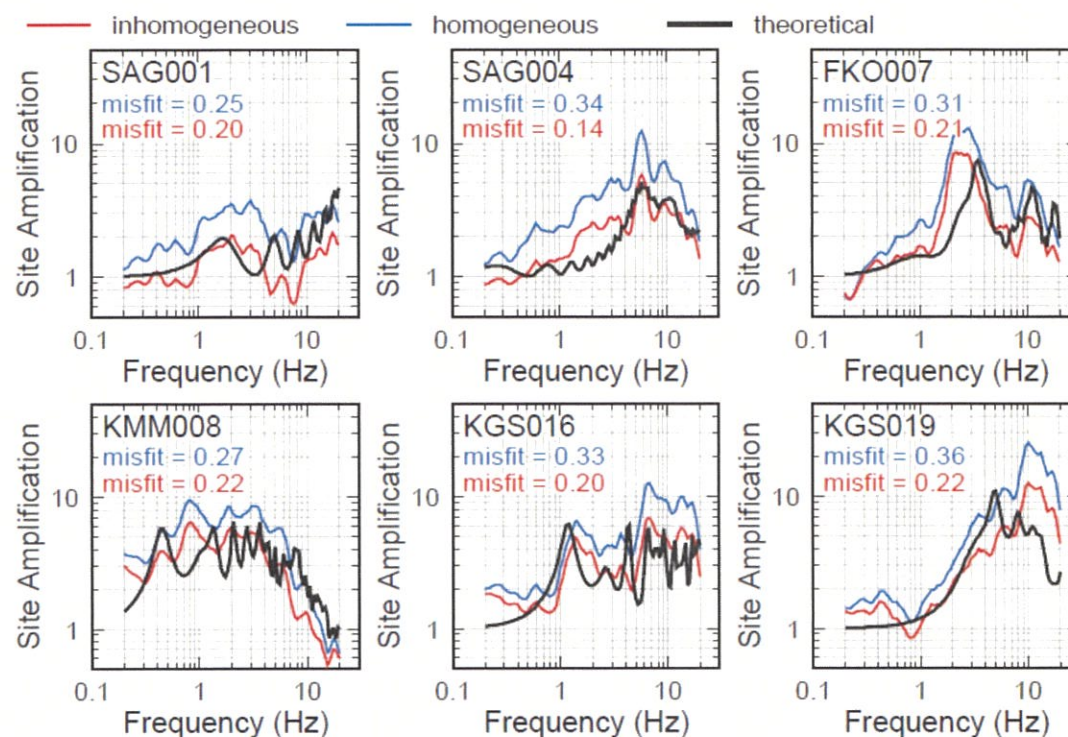 inhomogeneous homogeneous theoretical
SAG001
misfit = 0.25
misfit = 0.20
Site Amplification
10
1
0.1 1 10
Frequency (Hz)
SAG004
misfit = 0.34
misfit = 0.14
Site Amplification
10
1
0.1 1 10
Frequency (Hz)
FKO007
misfit = 0.31
misfit = 0.21
Site Amplification
10
1
0.1 1 10
Frequency (Hz)
KMM008
misfit = 0.27
misfit = 0.22
Site Amplification
10
1
0.1 1 10
Frequency (Hz)
KGS016
misfit = 0.33
misfit = 0.20
Site Amplification
10
1
0.1 1 10
Frequency (Hz)
KGS019
misfit = 0.36
misfit = 0.22
Site Amplification
10
1
0.1 1 10
Frequency (Hz)